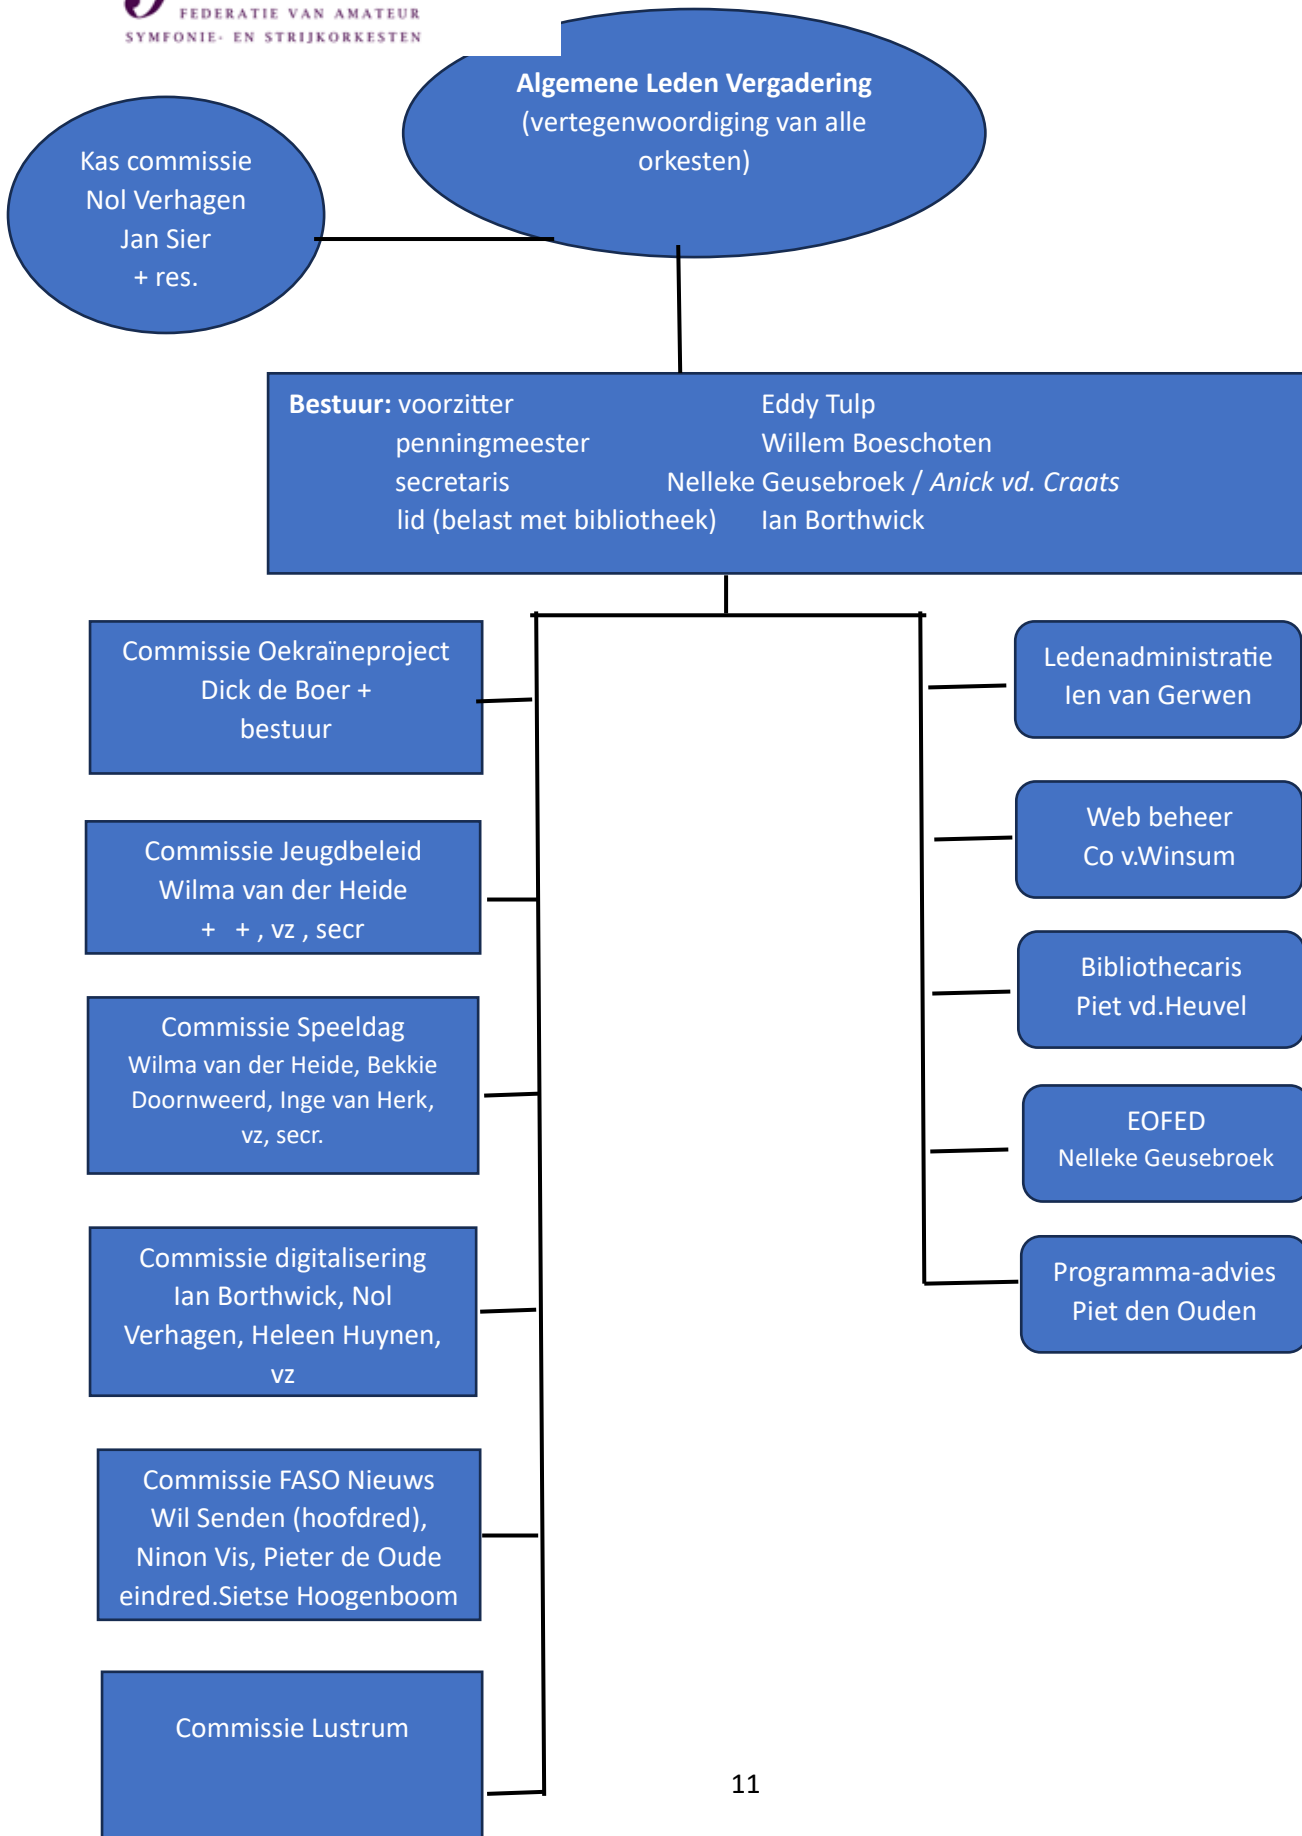 FEDERATIE VAN AMATEUR
SYMFONIE- EN STRIJKORKESTEN
Algemene Leden Vergadering
(vertegenwoordiging van alle
orkesten)
Kas commissie
Nol Verhagen
Jan Sier
+ res.
Bestuur: voorzitter Eddy Tulp
penningmeester Willem Boeschoten
secretaris Nelleke Geusebroek / Anick vd. Craats
lid (belast met bibliotheek) Ian Borthwick
Commissie Oekraïneproject
Dick de Boer +
bestuur
Commissie Jeugdbeleid
Wilma van der Heide
+ + , vz , secr
Commissie Speeldag
Wilma van der Heide, Bekkie
Doornweerd, Inge van Herk,
vz, secr.
Commissie digitalisering
Ian Borthwick, Nol
Verhagen, Heleen Huynen,
vz
Commissie FASO Nieuws
Wil Senden (hoofdred),
Ninon Vis, Pieter de Oude
eindred.Sietse Hoogenboom
Commissie Lustrum
Ledenadministratie
Ien van Gerwen
Web beheer
Co v.Winsum
Bibliothecaris
Piet vd.Heuvel
EOFED
Nelleke Geusebroek
Programma-advies
Piet den Ouden
11